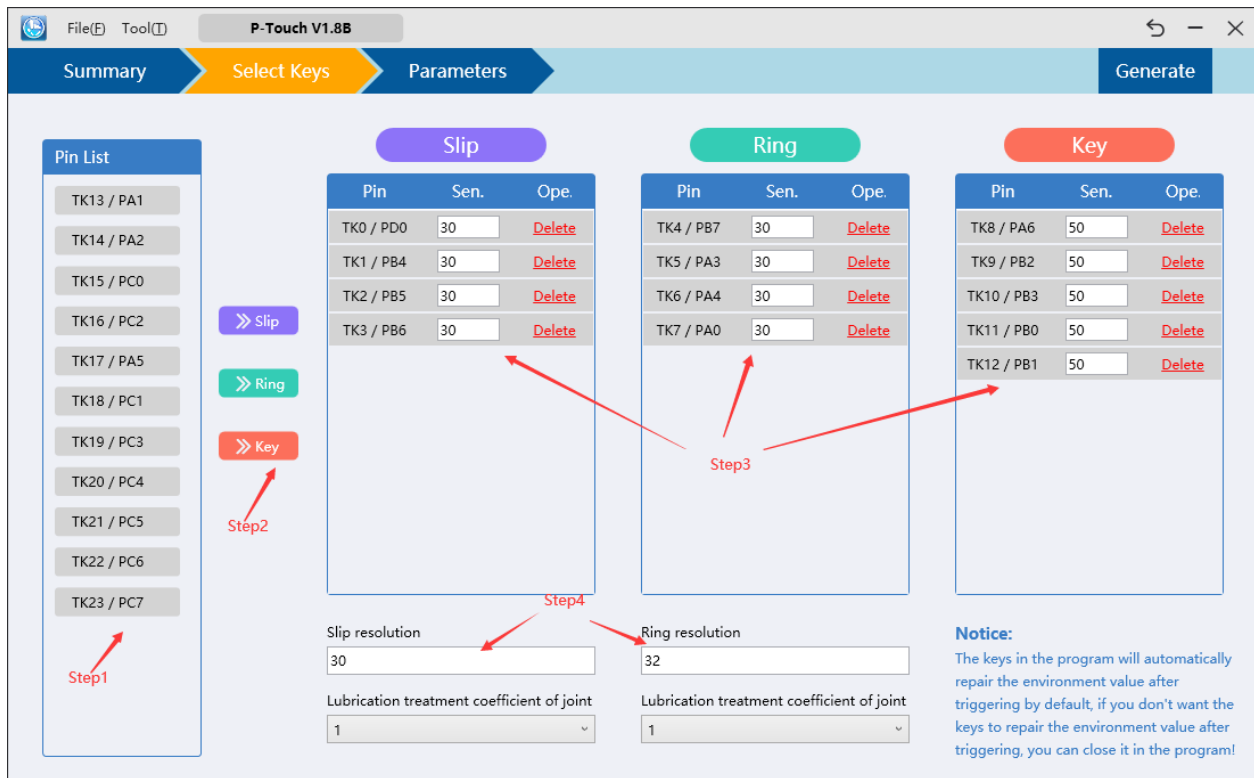 File(F) Tool(T) P-Touch V1.8B
Summary Select Keys Parameters Generate
Pin List
TK13 / PA1
TK14 / PA2
TK15 / PC0
TK16 / PC2
TK17 / PA5
TK18 / PC1
TK19 / PC3
TK20 / PC4
TK21 / PC5
TK22 / PC6
TK23 / PC7
Step1
Slip
Ring
Key
Step2
Slip
Pin Sen. Ope.
TK0 / PD0 30 Delete
TK1 / PB4 30 Delete
TK2 / PB5 30 Delete
TK3 / PB6 30 Delete
Ring
Pin Sen. Ope.
TK4 / PB7 30 Delete
TK5 / PA3 30 Delete
TK6 / PA4 30 Delete
TK7 / PA0 30 Delete
Key
Pin Sen. Ope.
TK8 / PA6 50 Delete
TK9 / PB2 50 Delete
TK10 / PB3 50 Delete
TK11 / PB0 50 Delete
TK12 / PB1 50 Delete
Step3
Step4
Slip resolution
30
Lubrication treatment coefficient of joint
1
Ring resolution
32
Lubrication treatment coefficient of joint
1
Notice:
The keys in the program will automatically
repair the environment value after
triggering by default, if you don't want the
keys to repair the environment value after
triggering, you can close it in the program!